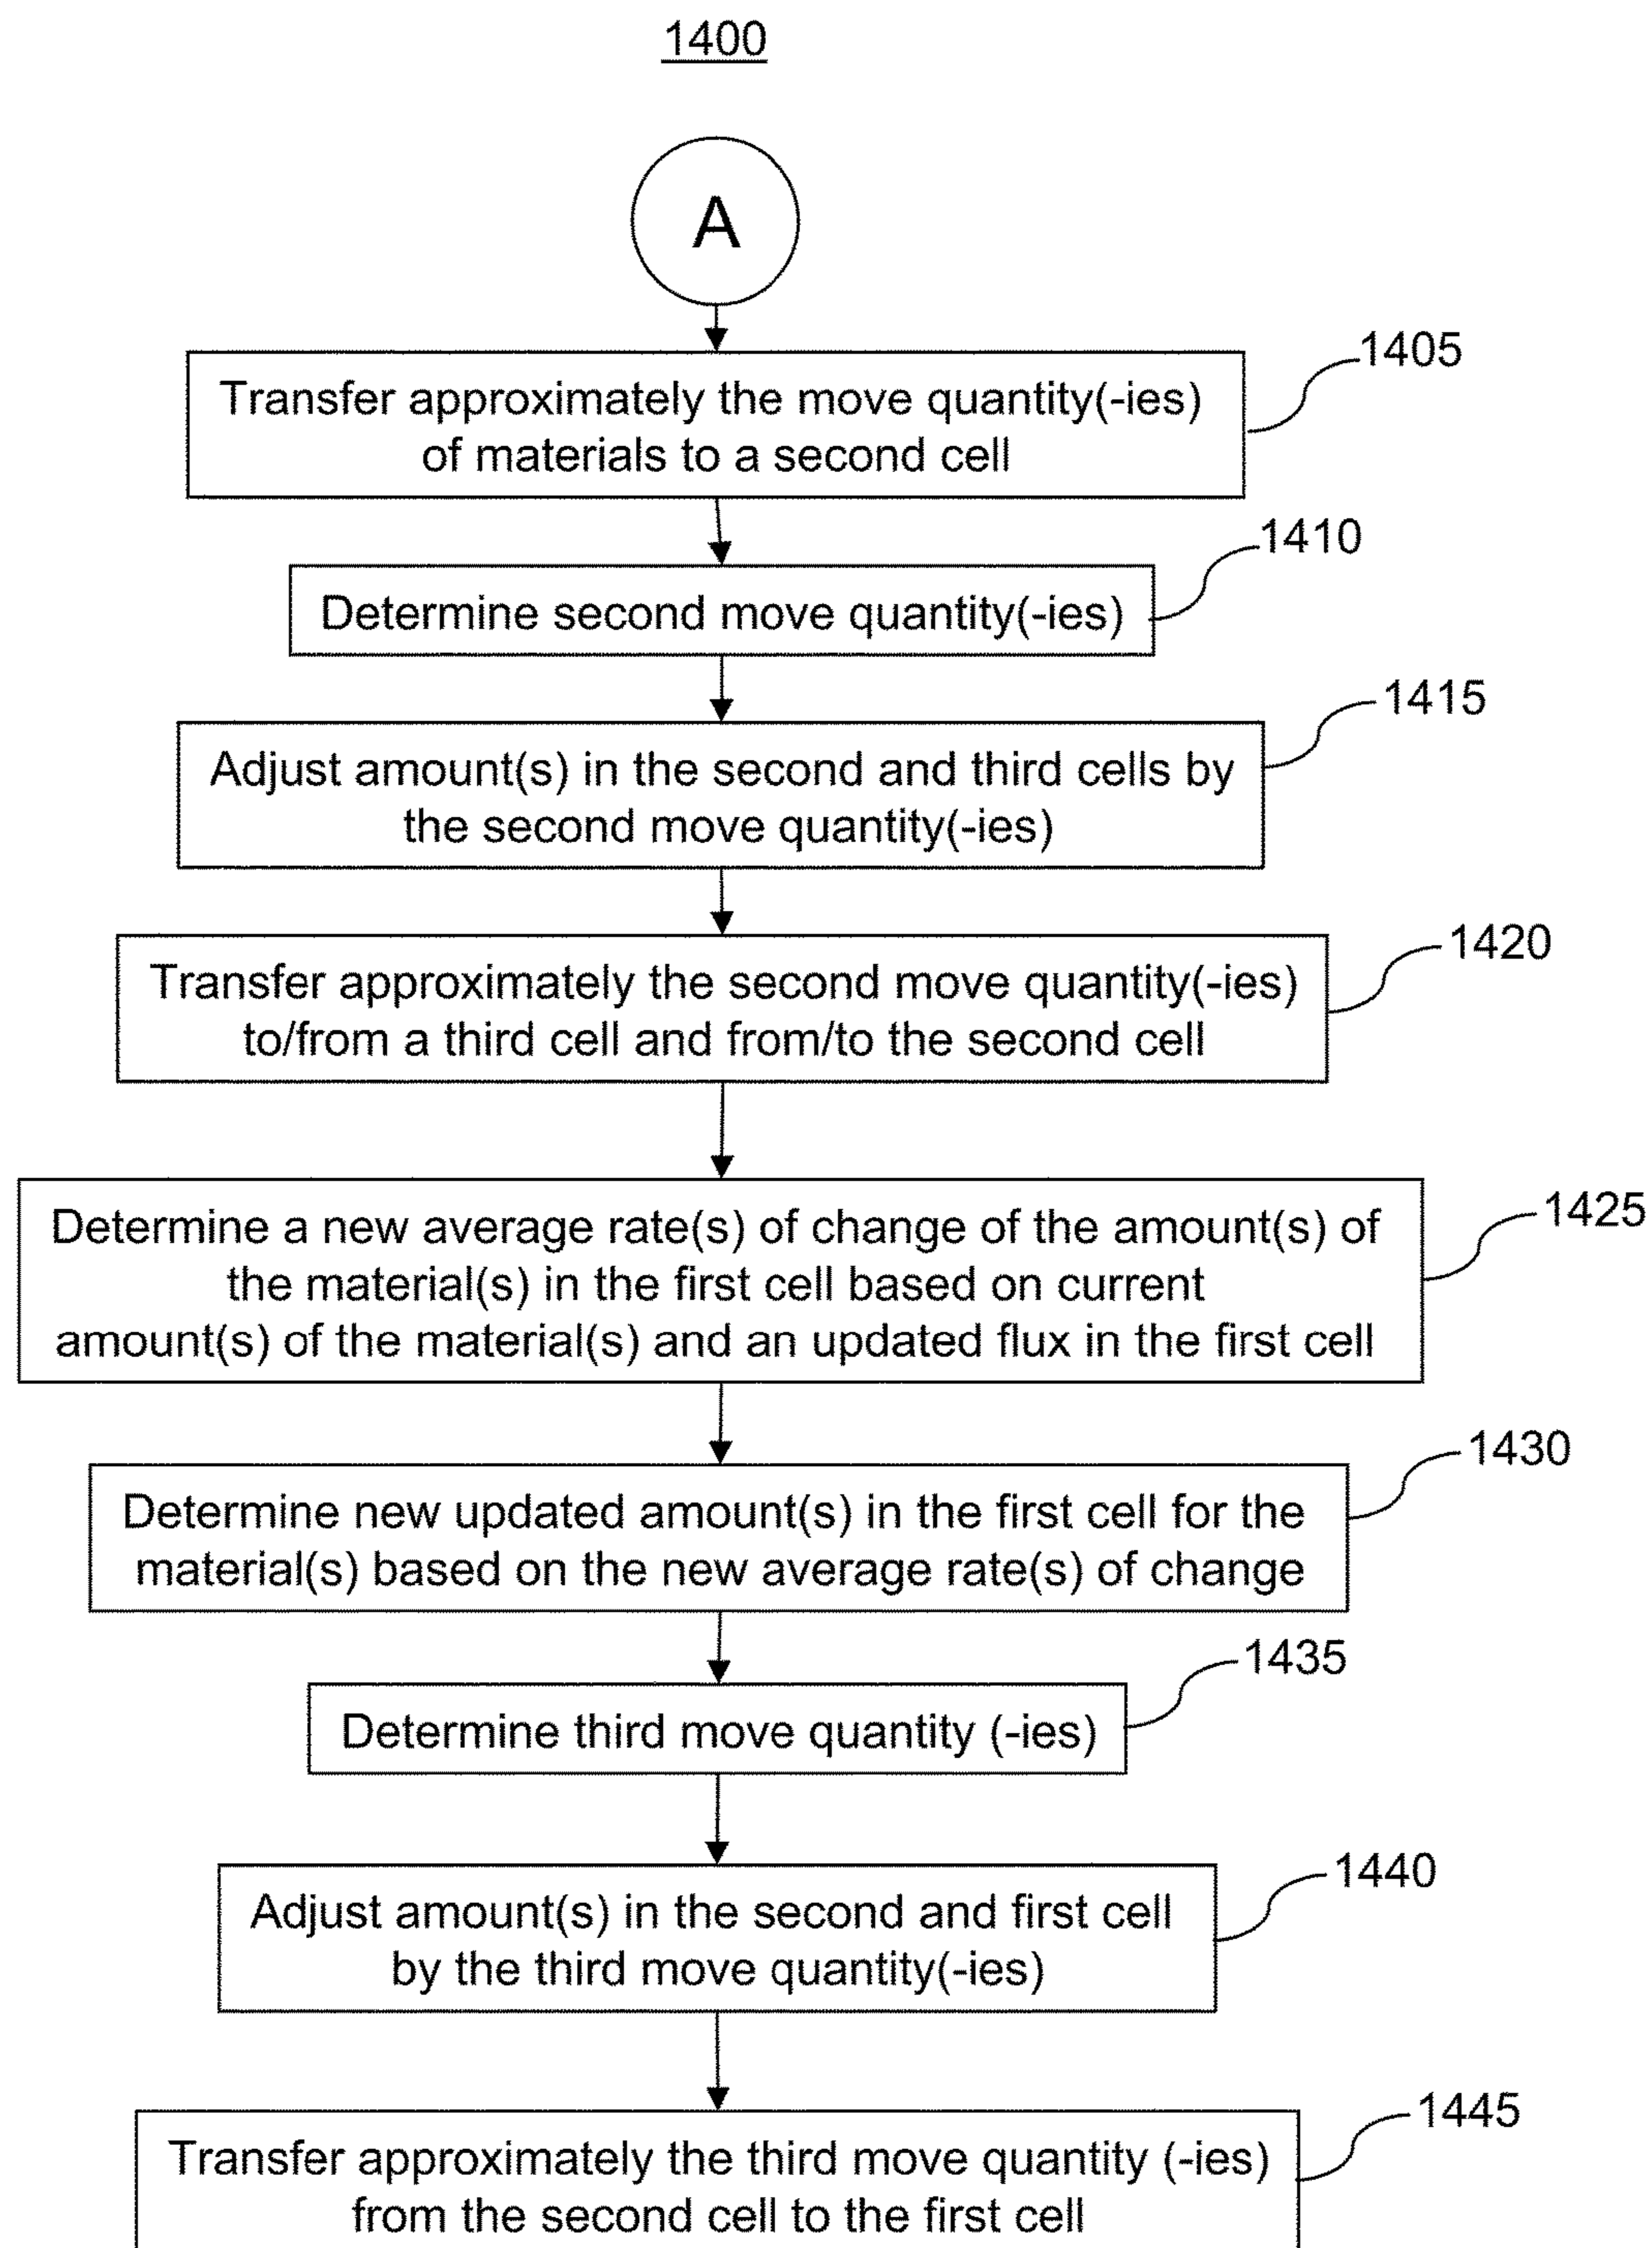 1400
A
1405
Transfer approximately the move quantity(-ies)
of materials to a second cell
1410
Determine second move quantity(-ies)
1415
Adjust amount(s) in the second and third cells by
the second move quantity(-ies)
1420
Transfer approximately the second move quantity(-ies)
to/from a third cell and from/to the second cell
1425
Determine a new average rate(s) of change of the amount(s) of
the material(s) in the first cell based on current
amount(s) of the material(s) and an updated flux in the first cell
1430
Determine new updated amount(s) in the first cell for the
material(s) based on the new average rate(s) of change
1435
Determine third move quantity (-ies)
1440
Adjust amount(s) in the second and first cell
by the third move quantity(-ies)
1445
Transfer approximately the third move quantity (-ies)
from the second cell to the first cell